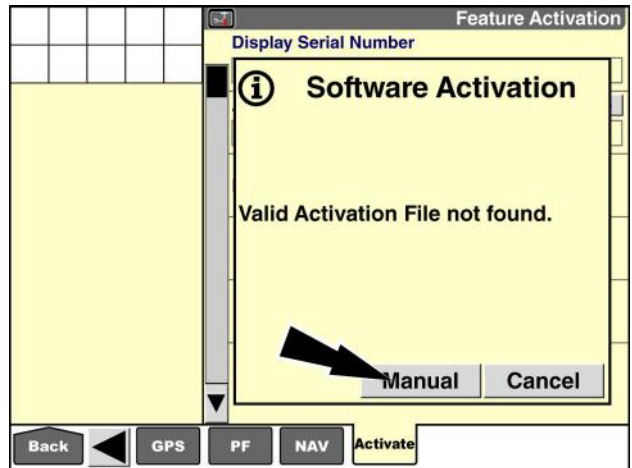 Feature Activation
Display Serial Number
Software Activation
Valid Activation File not found.
Manual Cancel
Back GPS PF NAV Activate